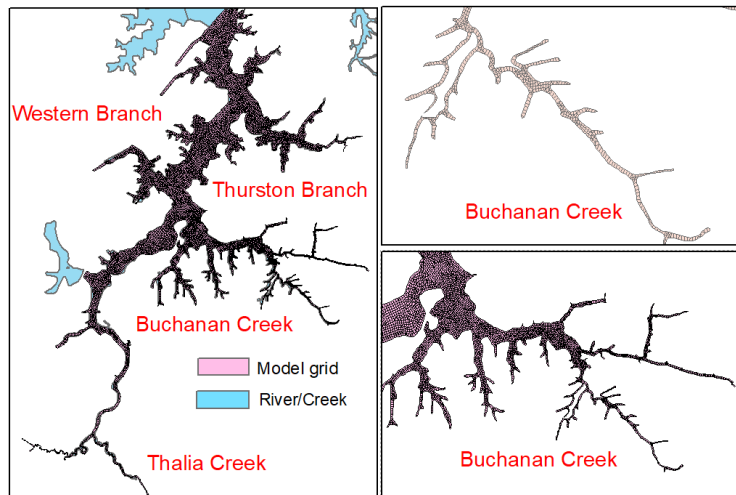 Western Branch
Thurston Branch
Buchanan Creek
Model grid
River/Creek
Thalia Creek
Buchanan Creek
Buchanan Creek